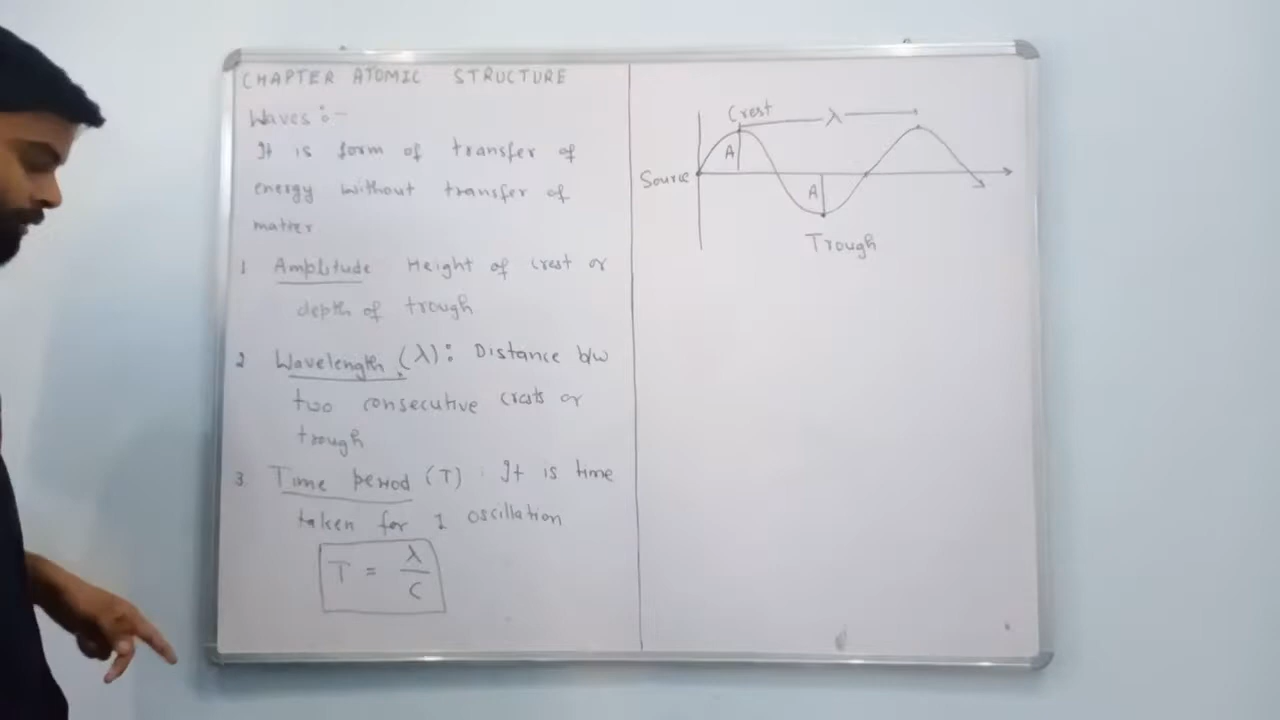 CHAPTER ATOMIC STRUCTURE
Waves :-
It is form of transfer of
energy without transfer of
matter
1 Amplitude Height of crest or
depth of trough
2 Wavelength (λ): Distance b/w
two consecutive crests or
trough
3. Time period (T) : It is time
taken for 1 oscillation
T = λ/C
Crest
λ
A
Source
A
Trough